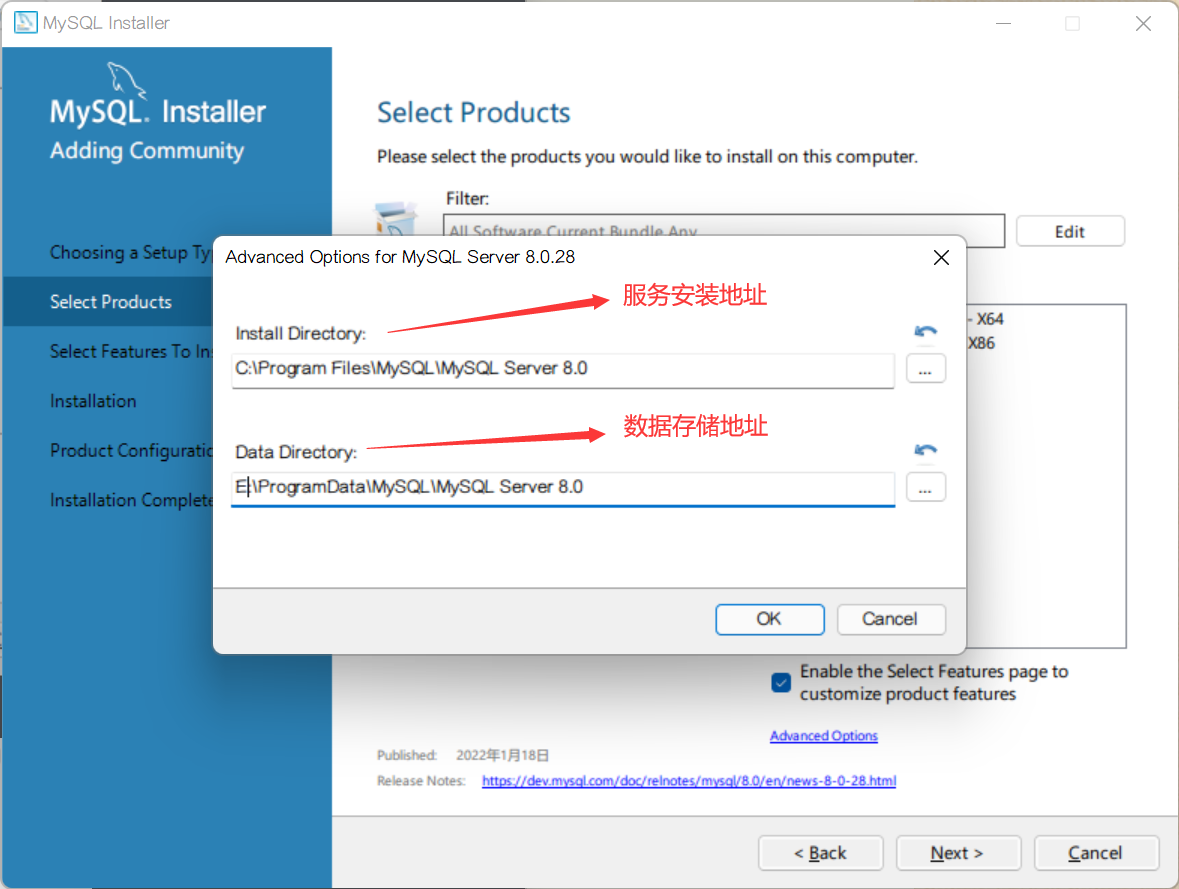 MySQL Installer
MySQL. Installer
Adding Community
Choosing a Setup Ty
Select Products
Select Features To Ins
Installation
Product Configuratio
Installation Complete
Select Products
Please select the products you would like to install on this computer.
Filter:
All Software,Current Bundle,Any
Edit
- X64
X86
Advanced Options for MySQL Server 8.0.28
服务安装地址
Install Directory:
C:\Program Files\MySQL\MySQL Server 8.0
...
数据存储地址
Data Directory:
E:\ProgramData\MySQL\MySQL Server 8.0
...
OK
Cancel
Enable the Select Features page to
customize product features
Advanced Options
Published: 2022年1月18日
Release Notes: https://dev.mysql.com/doc/relnotes/mysql/8.0/en/news-8-0-28.html
< Back
Next >
Cancel